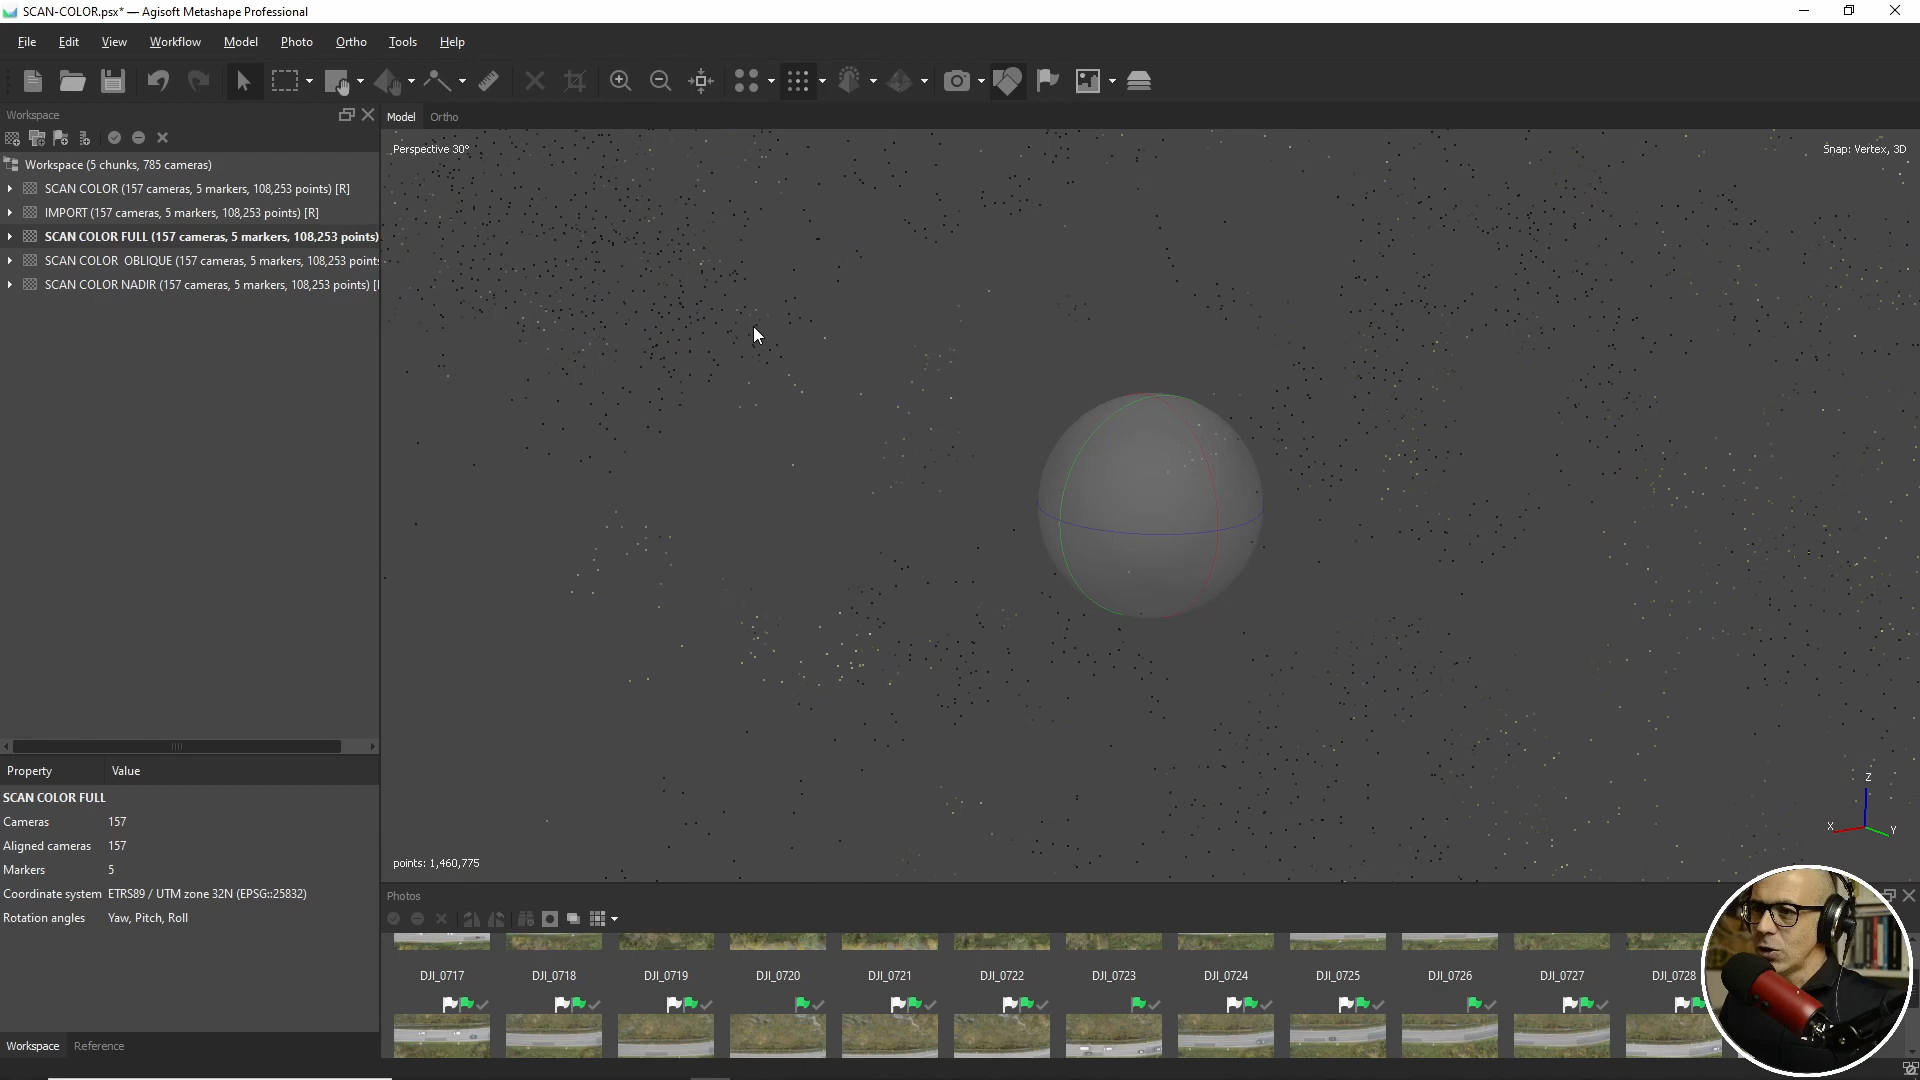 SCAN-COLOR.psx* — Agisoft Metashape Professional
File Edit View Workflow Model Photo Ortho Tools Help
Workspace
Model Ortho
Perspective 30°
Snap: Vertex, 3D
Workspace (5 chunks, 785 cameras)
SCAN COLOR (157 cameras, 5 markers, 108,253 points) [R]
IMPORT (157 cameras, 5 markers, 108,253 points) [R]
SCAN COLOR FULL (157 cameras, 5 markers, 108,253 points)
SCAN COLOR OBLIQUE (157 cameras, 5 markers, 108,253 points
SCAN COLOR NADIR (157 cameras, 5 markers, 108,253 points) [
Property Value
SCAN COLOR FULL
Cameras 157
Aligned cameras 157
Markers 5
Coordinate system ETRS89 / UTM zone 32N (EPSG::25832)
Rotation angles Yaw, Pitch, Roll
Z
X
Y
points: 1,460,775
Photos
DJI_0717 DJI_0718 DJI_0719 DJI_0720 DJI_0721 DJI_0722 DJI_0723 DJI_0724 DJI_0725 DJI_0726 DJI_0727 DJI_0728
Workspace Reference